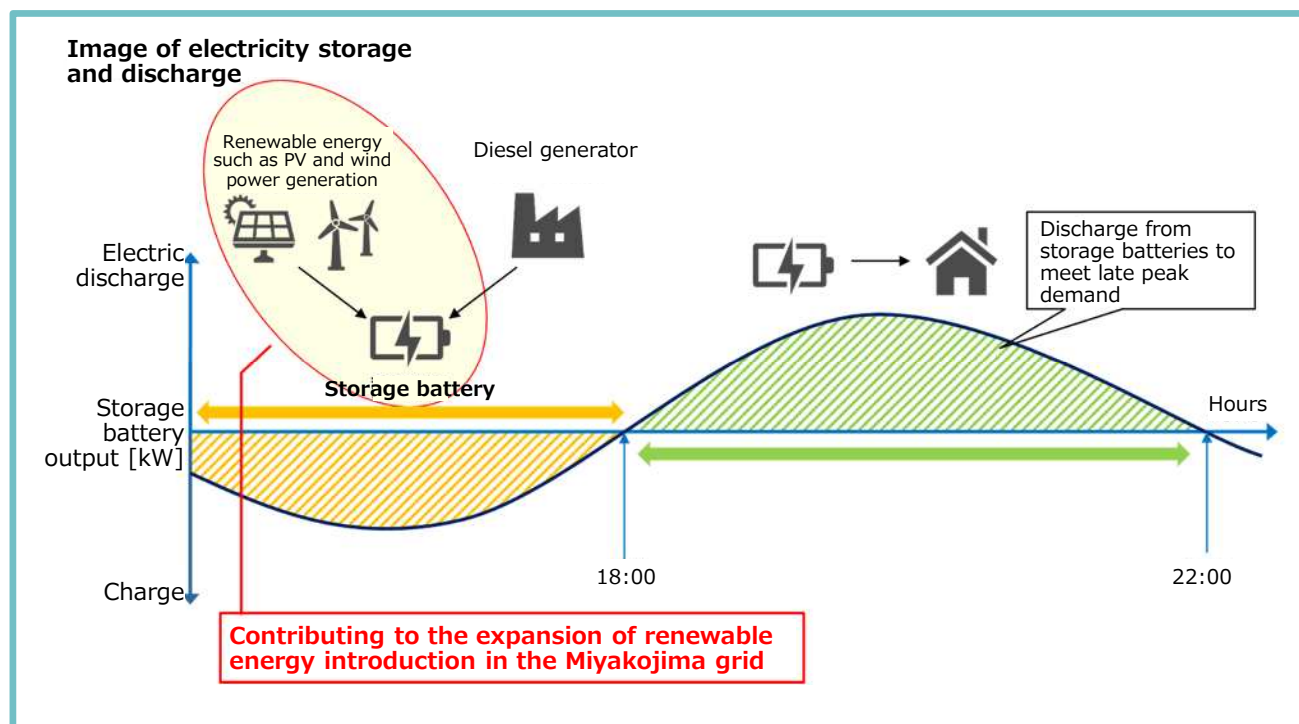 Image of electricity storage
and discharge
Renewable energy
such as PV and wind
power generation
Diesel generator
Storage battery
Electric
discharge
Storage
battery
output [kW]
Charge
Discharge from
storage batteries to
meet late peak
demand
Hours
18:00
22:00
Contributing to the expansion of renewable
energy introduction in the Miyakojima grid